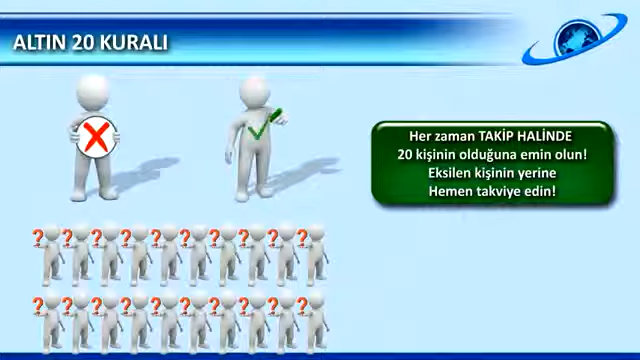 ALTIN 20 KURALI
Her zaman TAKİP HALİNDE
20 kişinin olduğuna emin olun!
Eksilen kişinin yerine
Hemen takviye edin!
? ? ? ? ? ? ? ? ? ?
? ? ? ? ? ? ? ? ? ?